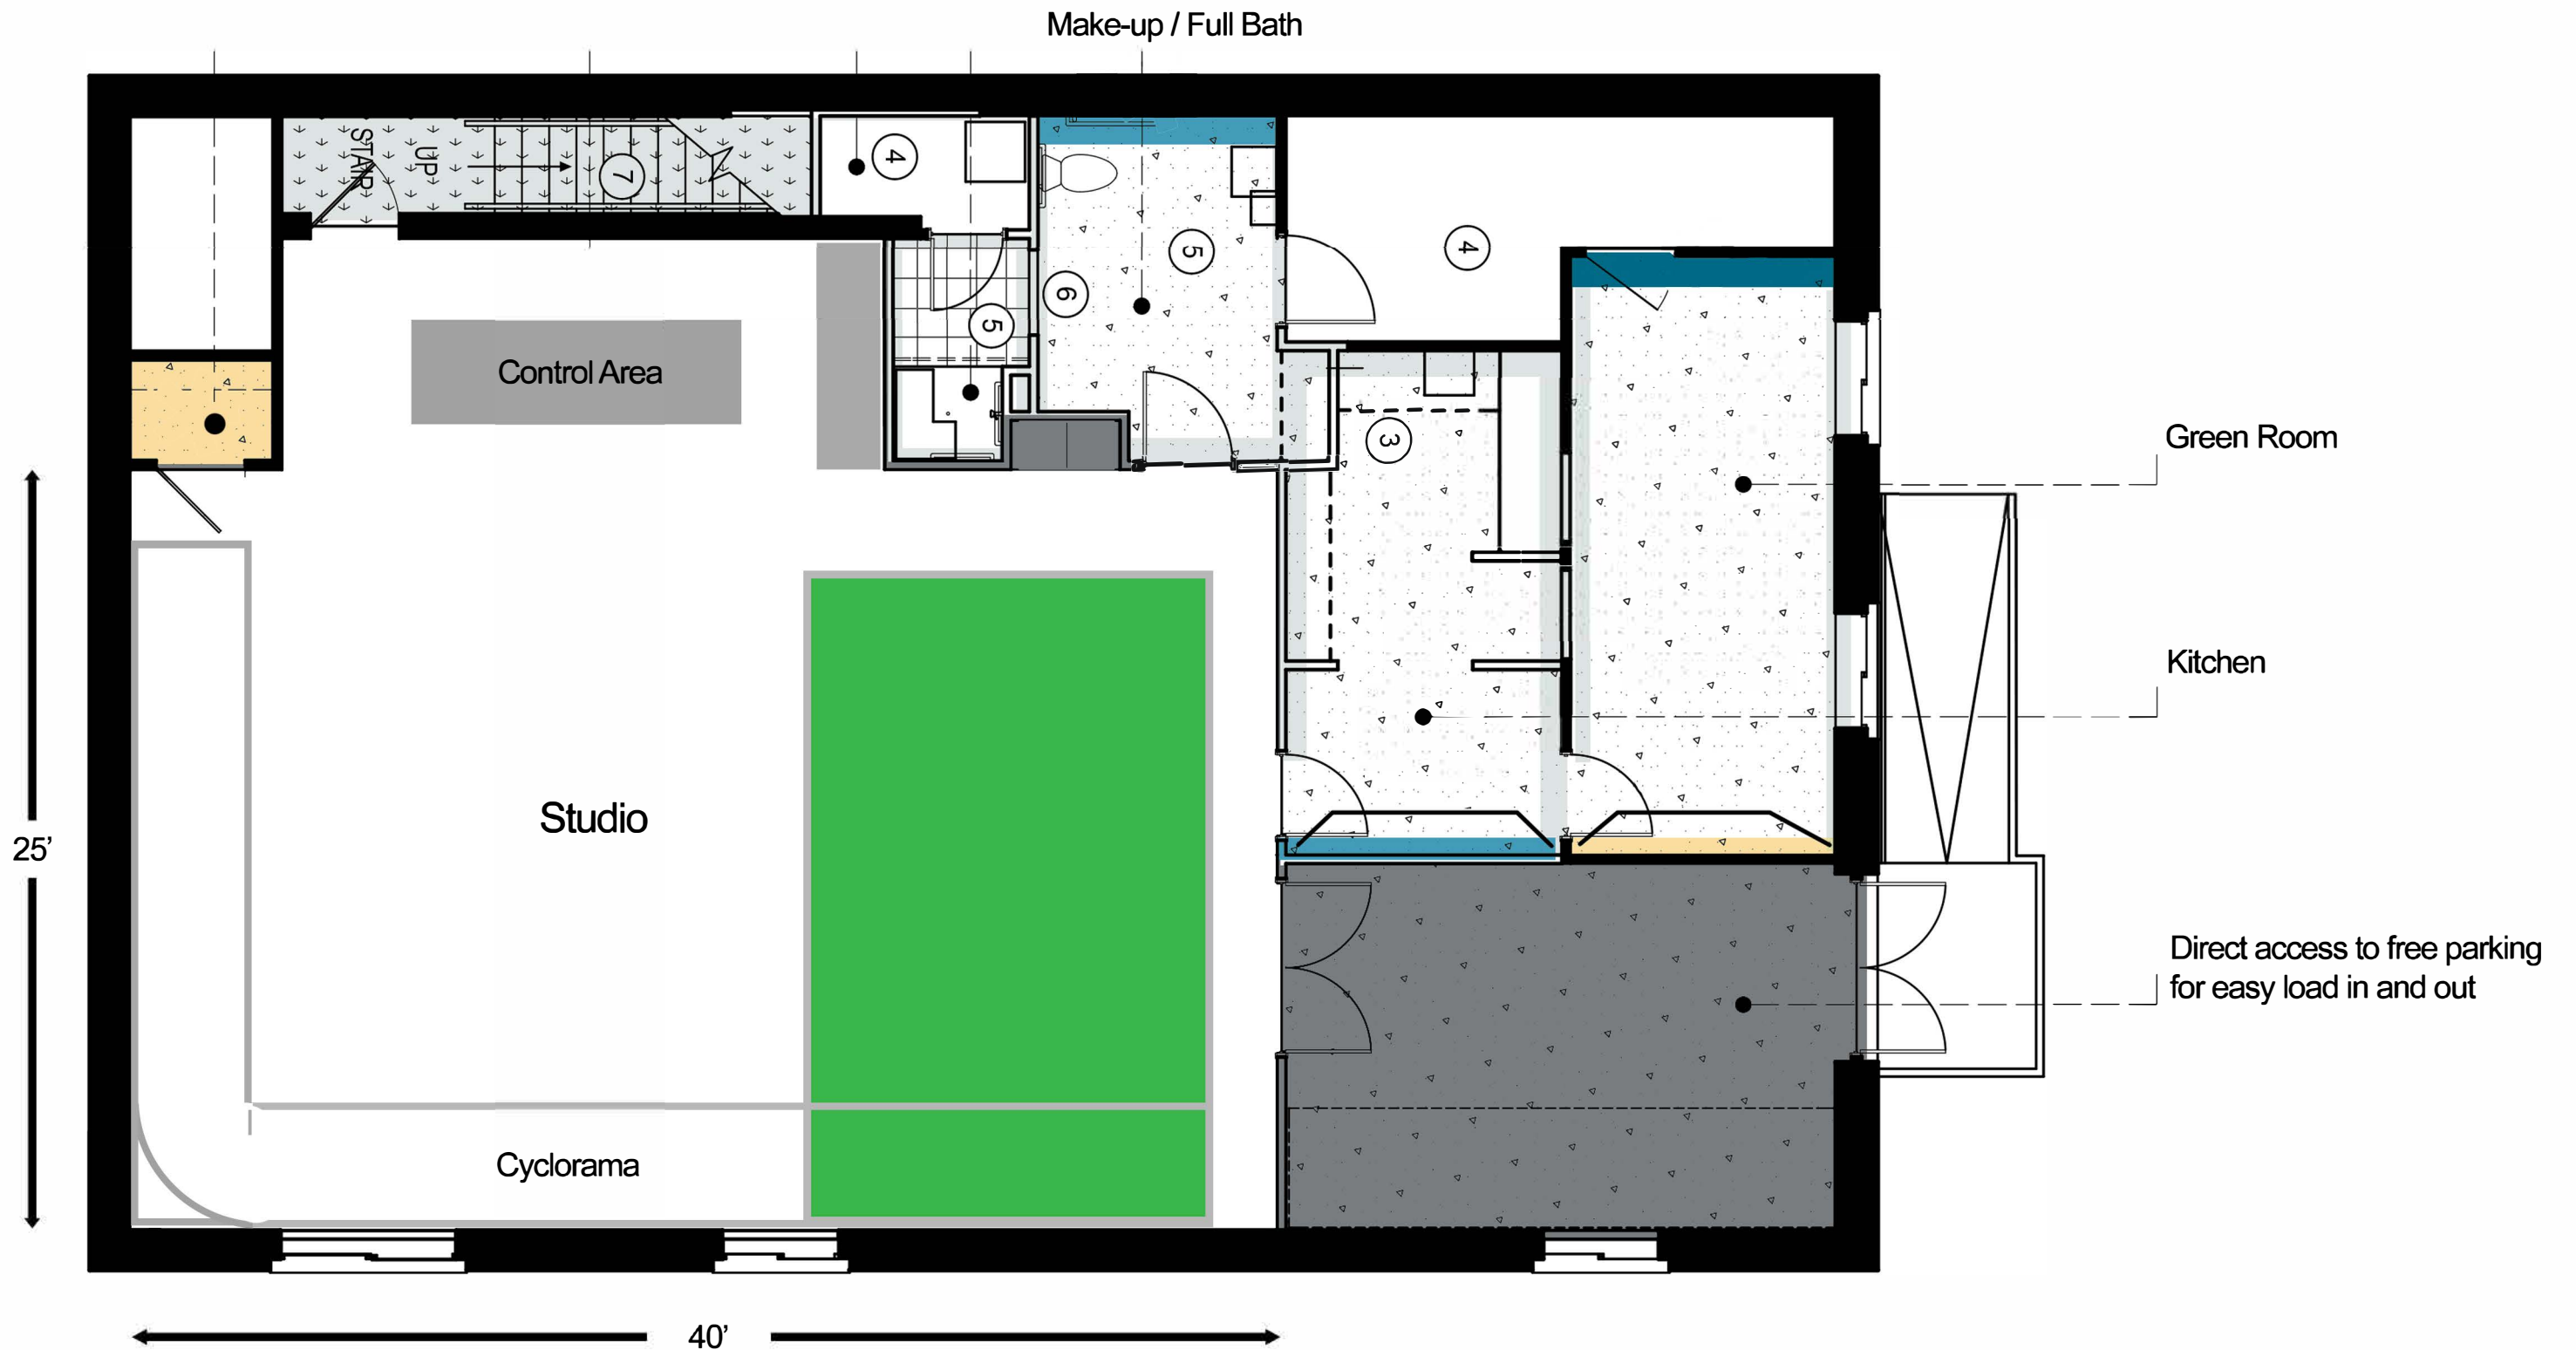 Make-up / Full Bath
STAIR
UP
7
4
5
6
5
4
3
Control Area
Green Room
Kitchen
Studio
25’
Direct access to free parking
for easy load in and out
Cyclorama
40’